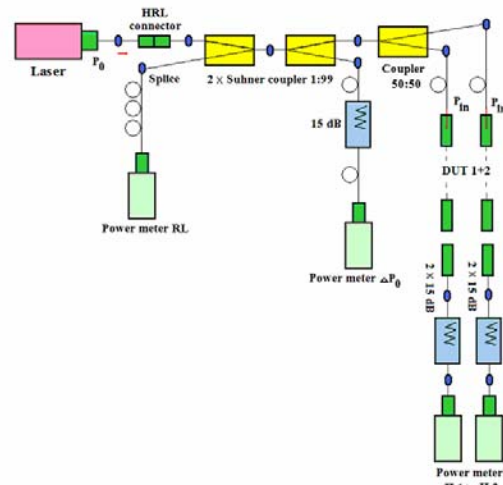 HRL
connector
Laser
P0
Splice
2 x Suhner coupler 1:99
Coupler
50:50
15 dB
Pin
DUT 1+2
Power meter RL
Power meter ΔP0
2 x 15 dB
2 x 15 dB
Power meter